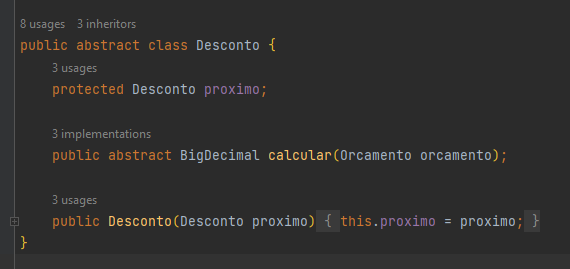 8 usages   3 inheritors
public abstract class Desconto {
3 usages
protected Desconto proximo;
3 implementations
public abstract BigDecimal calcular(Orcamento orcamento);
3 usages
public Desconto(Desconto proximo) { this.proximo = proximo; }
}